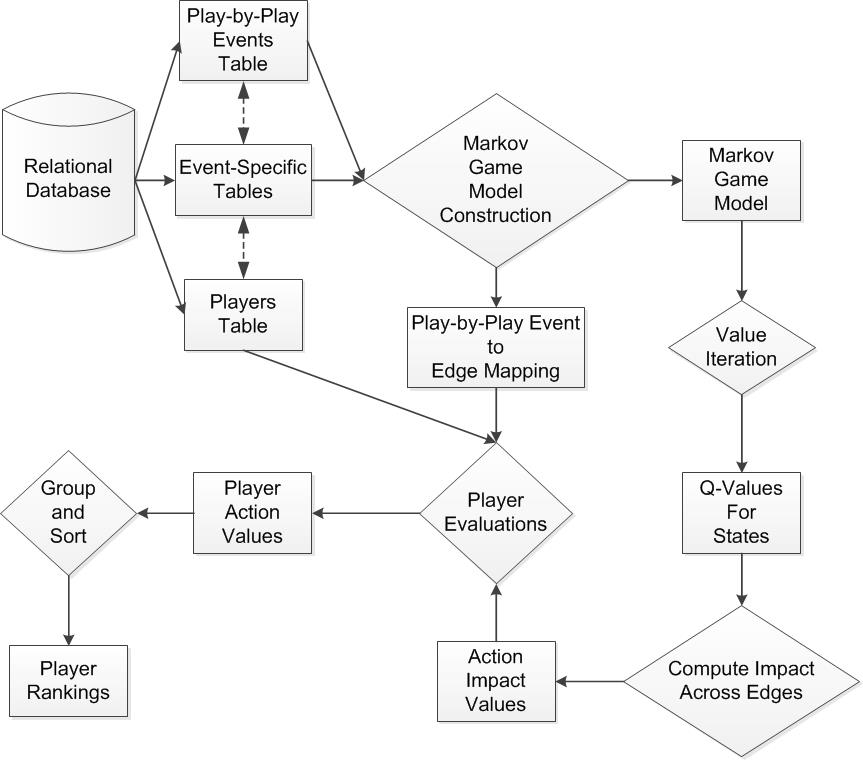 Play-by-Play
Events
Table
Relational
Database
Event-Specific
Tables
Players
Table
Markov
Game
Model
Construction
Markov
Game
Model
Play-by-Play Event
to
Edge Mapping
Value
Iteration
Group
and
Sort
Player
Action
Values
Player
Evaluations
Q-Values
For
States
Player
Rankings
Action
Impact
Values
Compute Impact
Across Edges